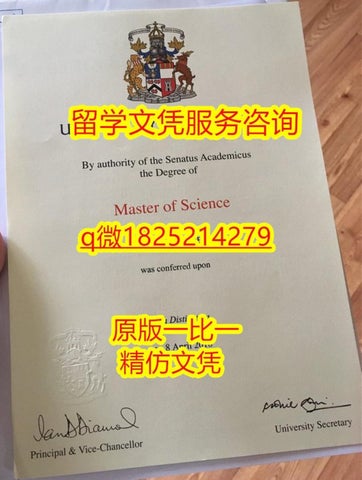 u
留学文凭服务咨询
By authority of the Senatus Academicus
the Degree of
Master of Science
q微1825214279
was conferred upon
8 April
原版一比一
精仿文凭
Principal & Vice-Chancellor
University Secretary